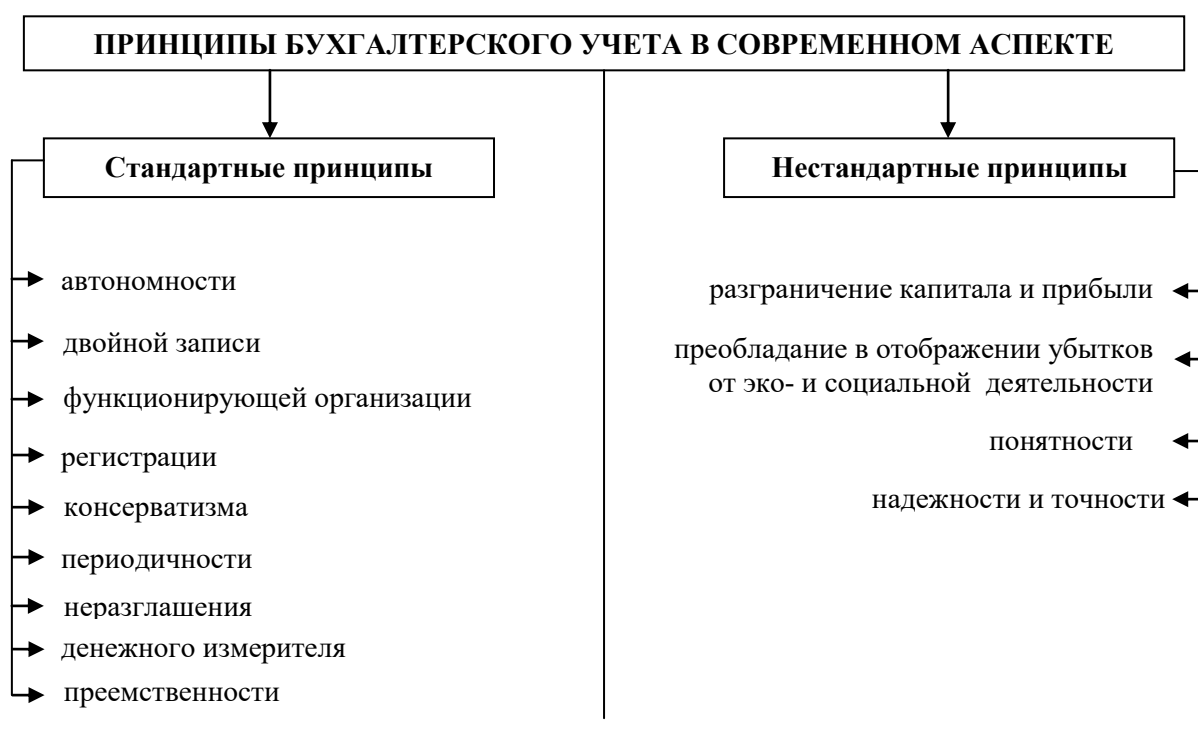 ПРИНЦИПЫ БУХГАЛТЕРСКОГО УЧЕТА В СОВРЕМЕННОМ АСПЕКТЕ
Стандартные принципы
автономности
двойной записи
функционирующей организации
регистрации
консерватизма
периодичности
неразглашения
денежного измерителя
преемственности
Нестандартные принципы
разграничение капитала и прибыли
преобладание в отображении убытков
от эко- и социальной деятельности
понятности
надежности и точности